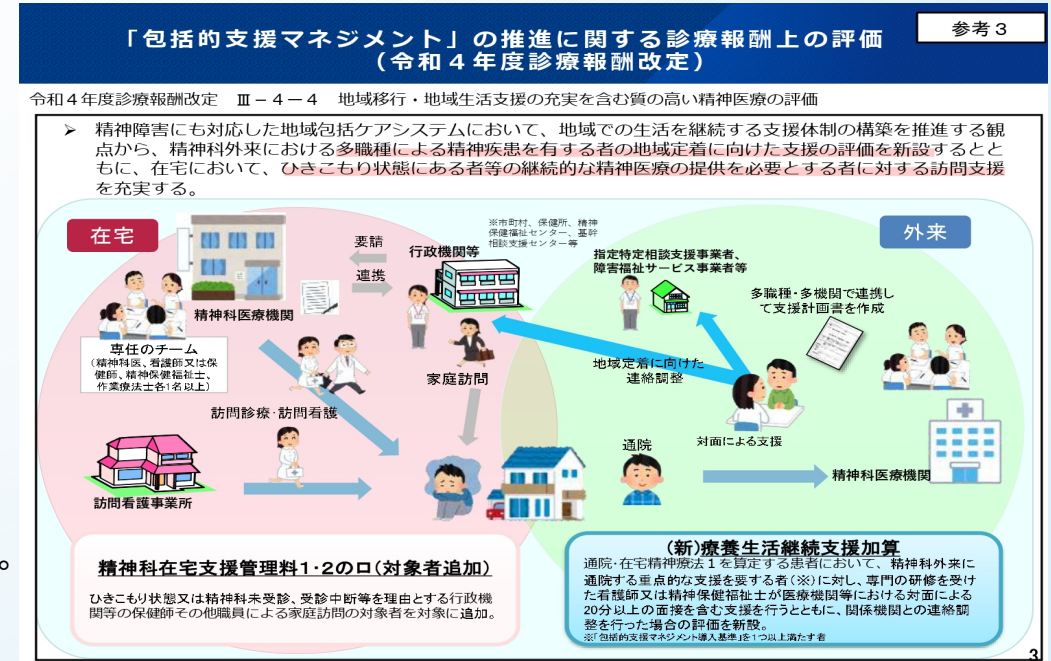 参考３
「包括的支援マネジメント」の推進に関する診療報酬上の評価
(令和４年度診療報酬改定)
令和４年度診療報酬改定　Ⅲ－４－４　地域移行・地域生活支援の充実を含む質の高い精神医療の評価
➢ 精神障害にも対応した地域包括ケアシステムにおいて、地域での生活を継続する支援体制の構築を推進する観
点から、精神科外来における多職種による精神疾患を有する者の地域定着に向けた支援の評価を新設するとと
もに、在宅において、ひきこもり状態にある者等の継続的な精神医療の提供を必要とする者に対する訪問支援
を充実する。
在宅
外来
要請
連携
※市町村、保健所、精神
保健福祉センター、基幹
相談支援センター等
行政機関等
指定特定相談支援事業者、
障害福祉サービス事業者等
多職種・多機関で連携し
て支援計画書を作成
精神科医療機関
専任のチーム
(精神科医、看護師又は保
健師、精神保健福祉士、
作業療法士各1名以上)
家庭訪問
地域定着に向けた
連絡調整
訪問診療・訪問看護
対面による支援
通院
精神科医療機関
訪問看護事業所
精神科在宅支援管理料1・2のロ(対象者追加)
ひきこもり状態又は精神科未受診、受診中断等を理由とする行政機
関等の保健師その他職員による家庭訪問の対象者を対象に追加。
(新)療養生活継続支援加算
通院・在宅精神療法１を算定する患者において、精神科外来に
通院する重点的な支援を要する者(※)に対し、専門の研修を受け
た看護師又は精神保健福祉士が医療機関等における対面による
20分以上の面接を含む支援を行うとともに、関係機関との連絡調
整を行った場合の評価を新設。
※「包括的支援マネジメント導入基準」を1つ以上満たす者
。
3